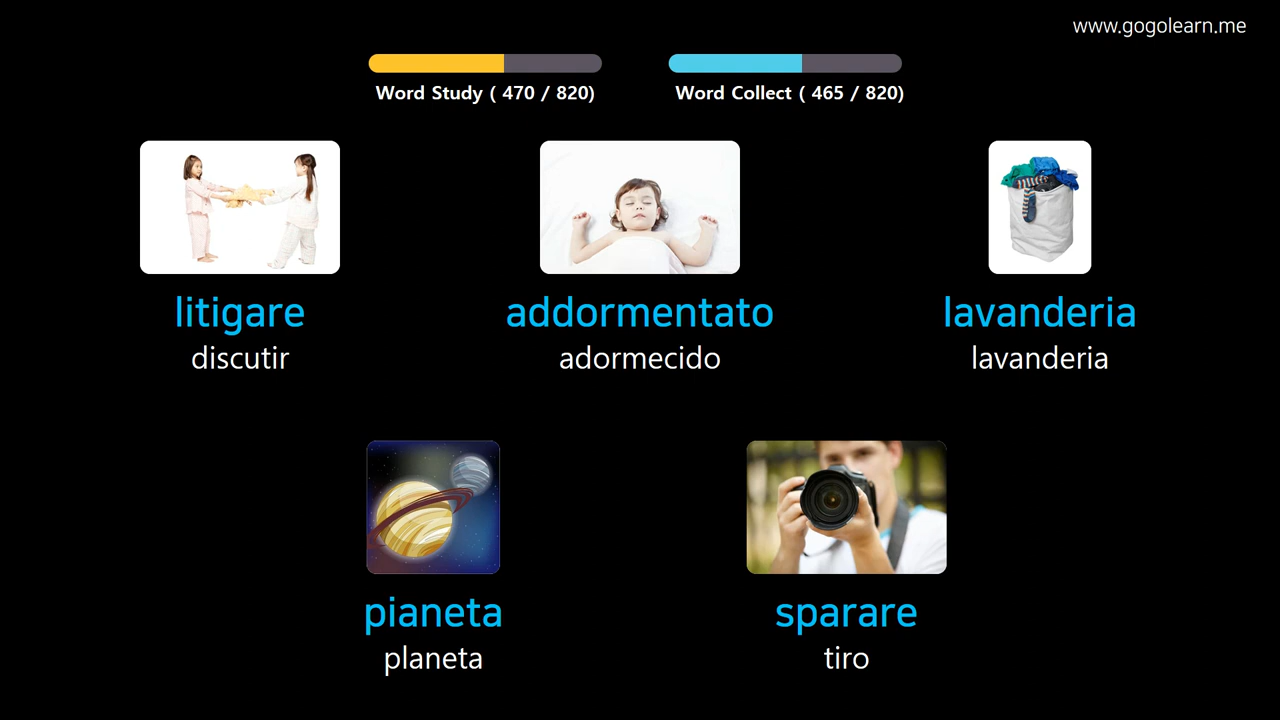 www.gogolearn.me
Word Study ( 470 / 820)
Word Collect ( 465 / 820)
litigare
discutir
addormentato
adormecido
lavanderia
lavanderia
pianeta
planeta
sparare
tiro